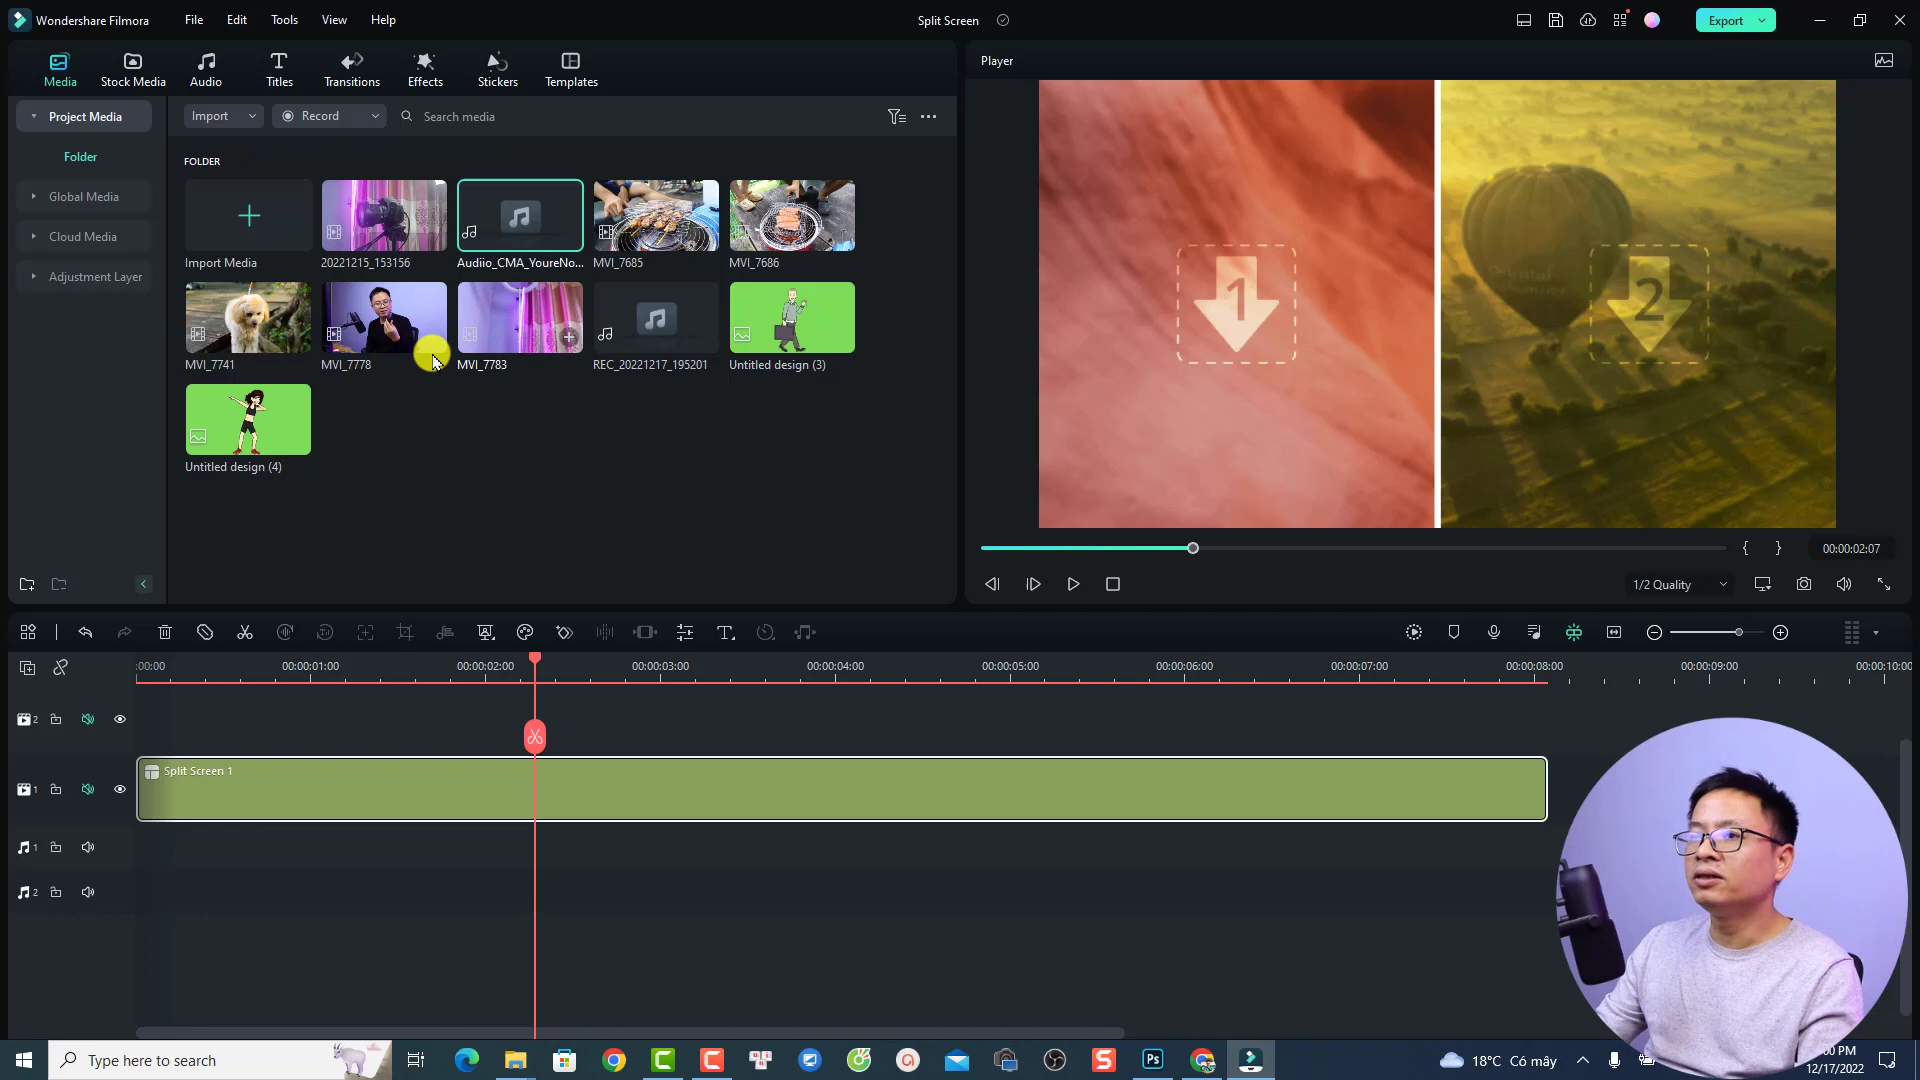 Wondershare Filmora
File
Edit
Tools
View
Help
Split Screen
Export
Media
Stock Media
Audio
Titles
Transitions
Effects
Stickers
Templates
Player
Project Media
Import
Record
Search media
Folder
FOLDER
Global Media
Cloud Media
Adjustment Layer
Import Media
20221215_153156
Audiio_CMA_YoureNo...
MVI_7685
MVI_7686
MVI_7741
MVI_7778
MVI_7783
REC_20221217_195201
Untitled design (3)
Untitled design (4)
1
2
00:00:02:07
1/2 Quality
:00:00
00:00:01:00
00:00:02:00
00:00:03:00
00:00:04:00
00:00:05:00
00:00:06:00
00:00:07:00
00:00:08:00
00:00:09:00
00:00:10:00
2
Split Screen 1
1
1
2
Type here to search
18°C Có mây
:00 PM
12/17/2022